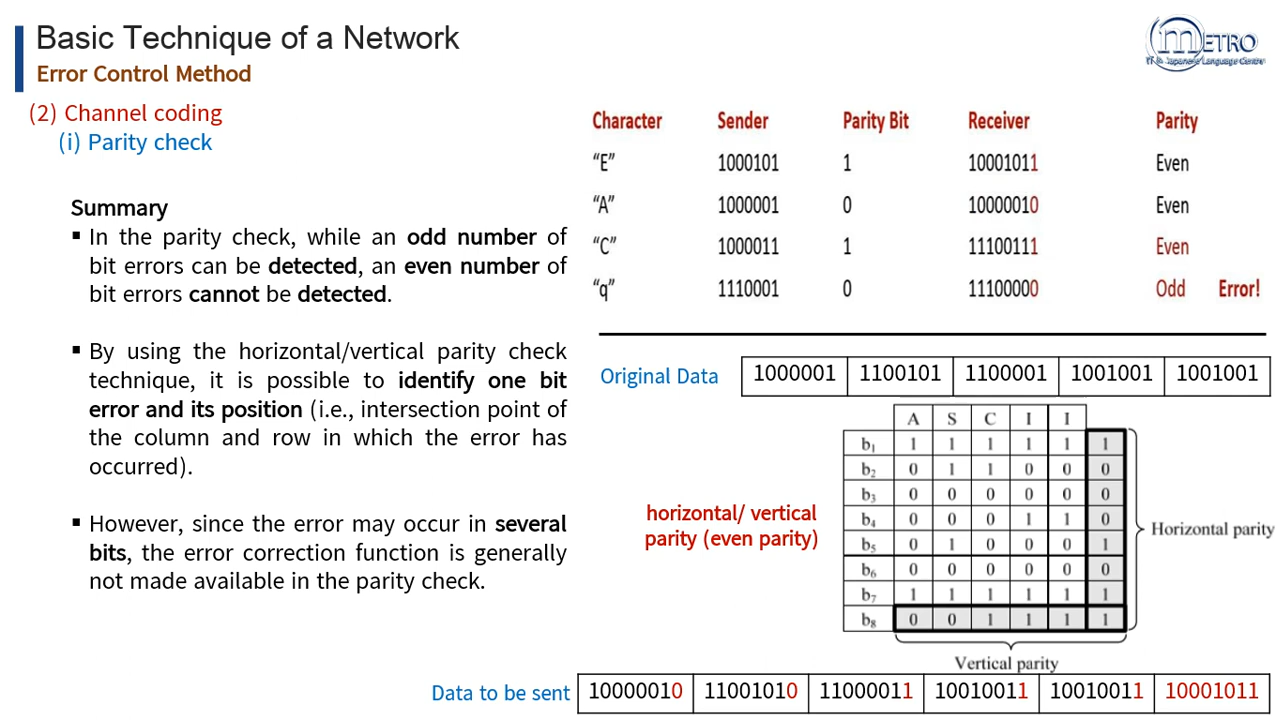 Basic Technique of a Network
Error Control Method
METRO
IT & Japanese Language Centre
(2) Channel coding
(i) Parity check
Summary
▪ In the parity check, while an odd number of
bit errors can be detected, an even number of
bit errors cannot be detected.
▪ By using the horizontal/vertical parity check
technique, it is possible to identify one bit
error and its position (i.e., intersection point of
the column and row in which the error has
occurred).
▪ However, since the error may occur in several
bits, the error correction function is generally
not made available in the parity check.
Character Sender Parity Bit Receiver Parity
“E” 1000101 1 10001011 Even
“A” 1000001 0 10000010 Even
“C” 1000011 1 11100111 Even
“q” 1110001 0 11100000 Odd Error!
Original Data 1000001 1100101 1100001 1001001 1001001
A S C I I
b1 1 1 1 1 1 1
b2 0 1 1 0 0 0
b3 0 0 0 0 0 0
b4 0 0 0 1 1 0
b5 0 1 0 0 0 1
b6 0 0 0 0 0 0
b7 1 1 1 1 1 1
b8 0 0 1 1 1 1
horizontal/ vertical
parity (even parity)
Horizontal parity
Vertical parity
Data to be sent 10000010 11001010 11000011 10010011 10010011 10001011